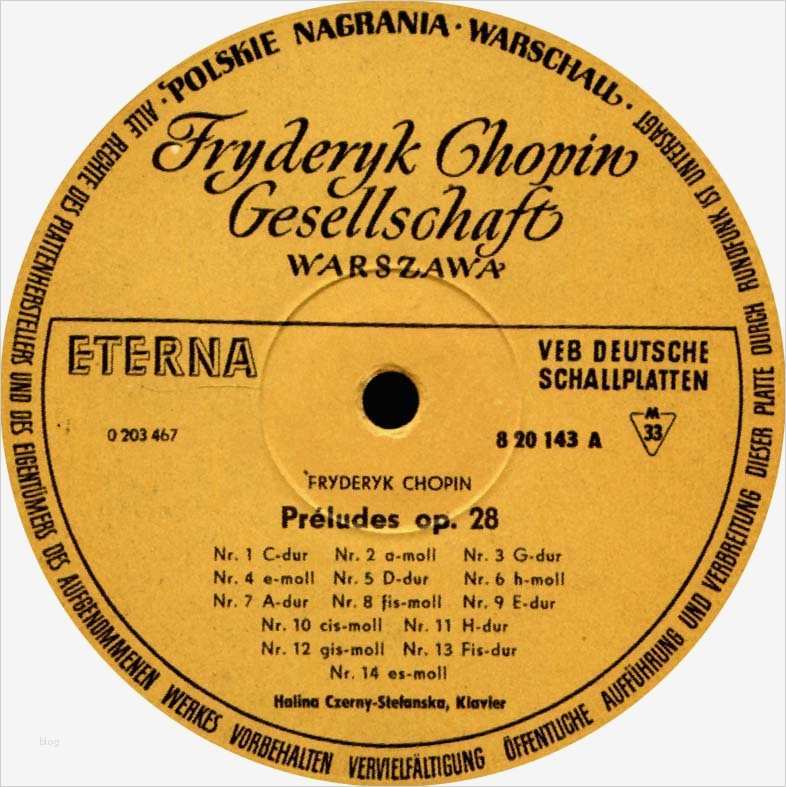 · POLSKIE NAGRANIA · WARSCHAU ·
Fryderyk Chopin
Gesellschaft
WARSZAWA
ETERNA
VEB DEUTSCHE
SCHALLPLATTEN
0 203 467
8 20 143 A
M
33
FRYDERYK CHOPIN
Préludes op. 28
Nr. 1 C-dur Nr. 2 a-moll Nr. 3 G-dur
Nr. 4 e-moll Nr. 5 D-dur Nr. 6 h-moll
Nr. 7 A-dur Nr. 8 fis-moll Nr. 9 E-dur
Nr. 10 cis-moll Nr. 11 H-dur
Nr. 12 gis-moll Nr. 13 Fis-dur
Nr. 14 es-moll
Halina Czerny-Stefanska, Klavier
ALLE RECHTE DES PLATTENHERSTELLERS UND DES EIGENTÜMERS DES AUFGENOMMENEN WERKES VORBEHALTEN VERVIELFÄLTIGUNG ÖFFENTLICHE AUFFÜHRUNG UND VERBREITUNG DIESER PLATTE DURCH RUNDFUNK IST UNTERSAGT
blog